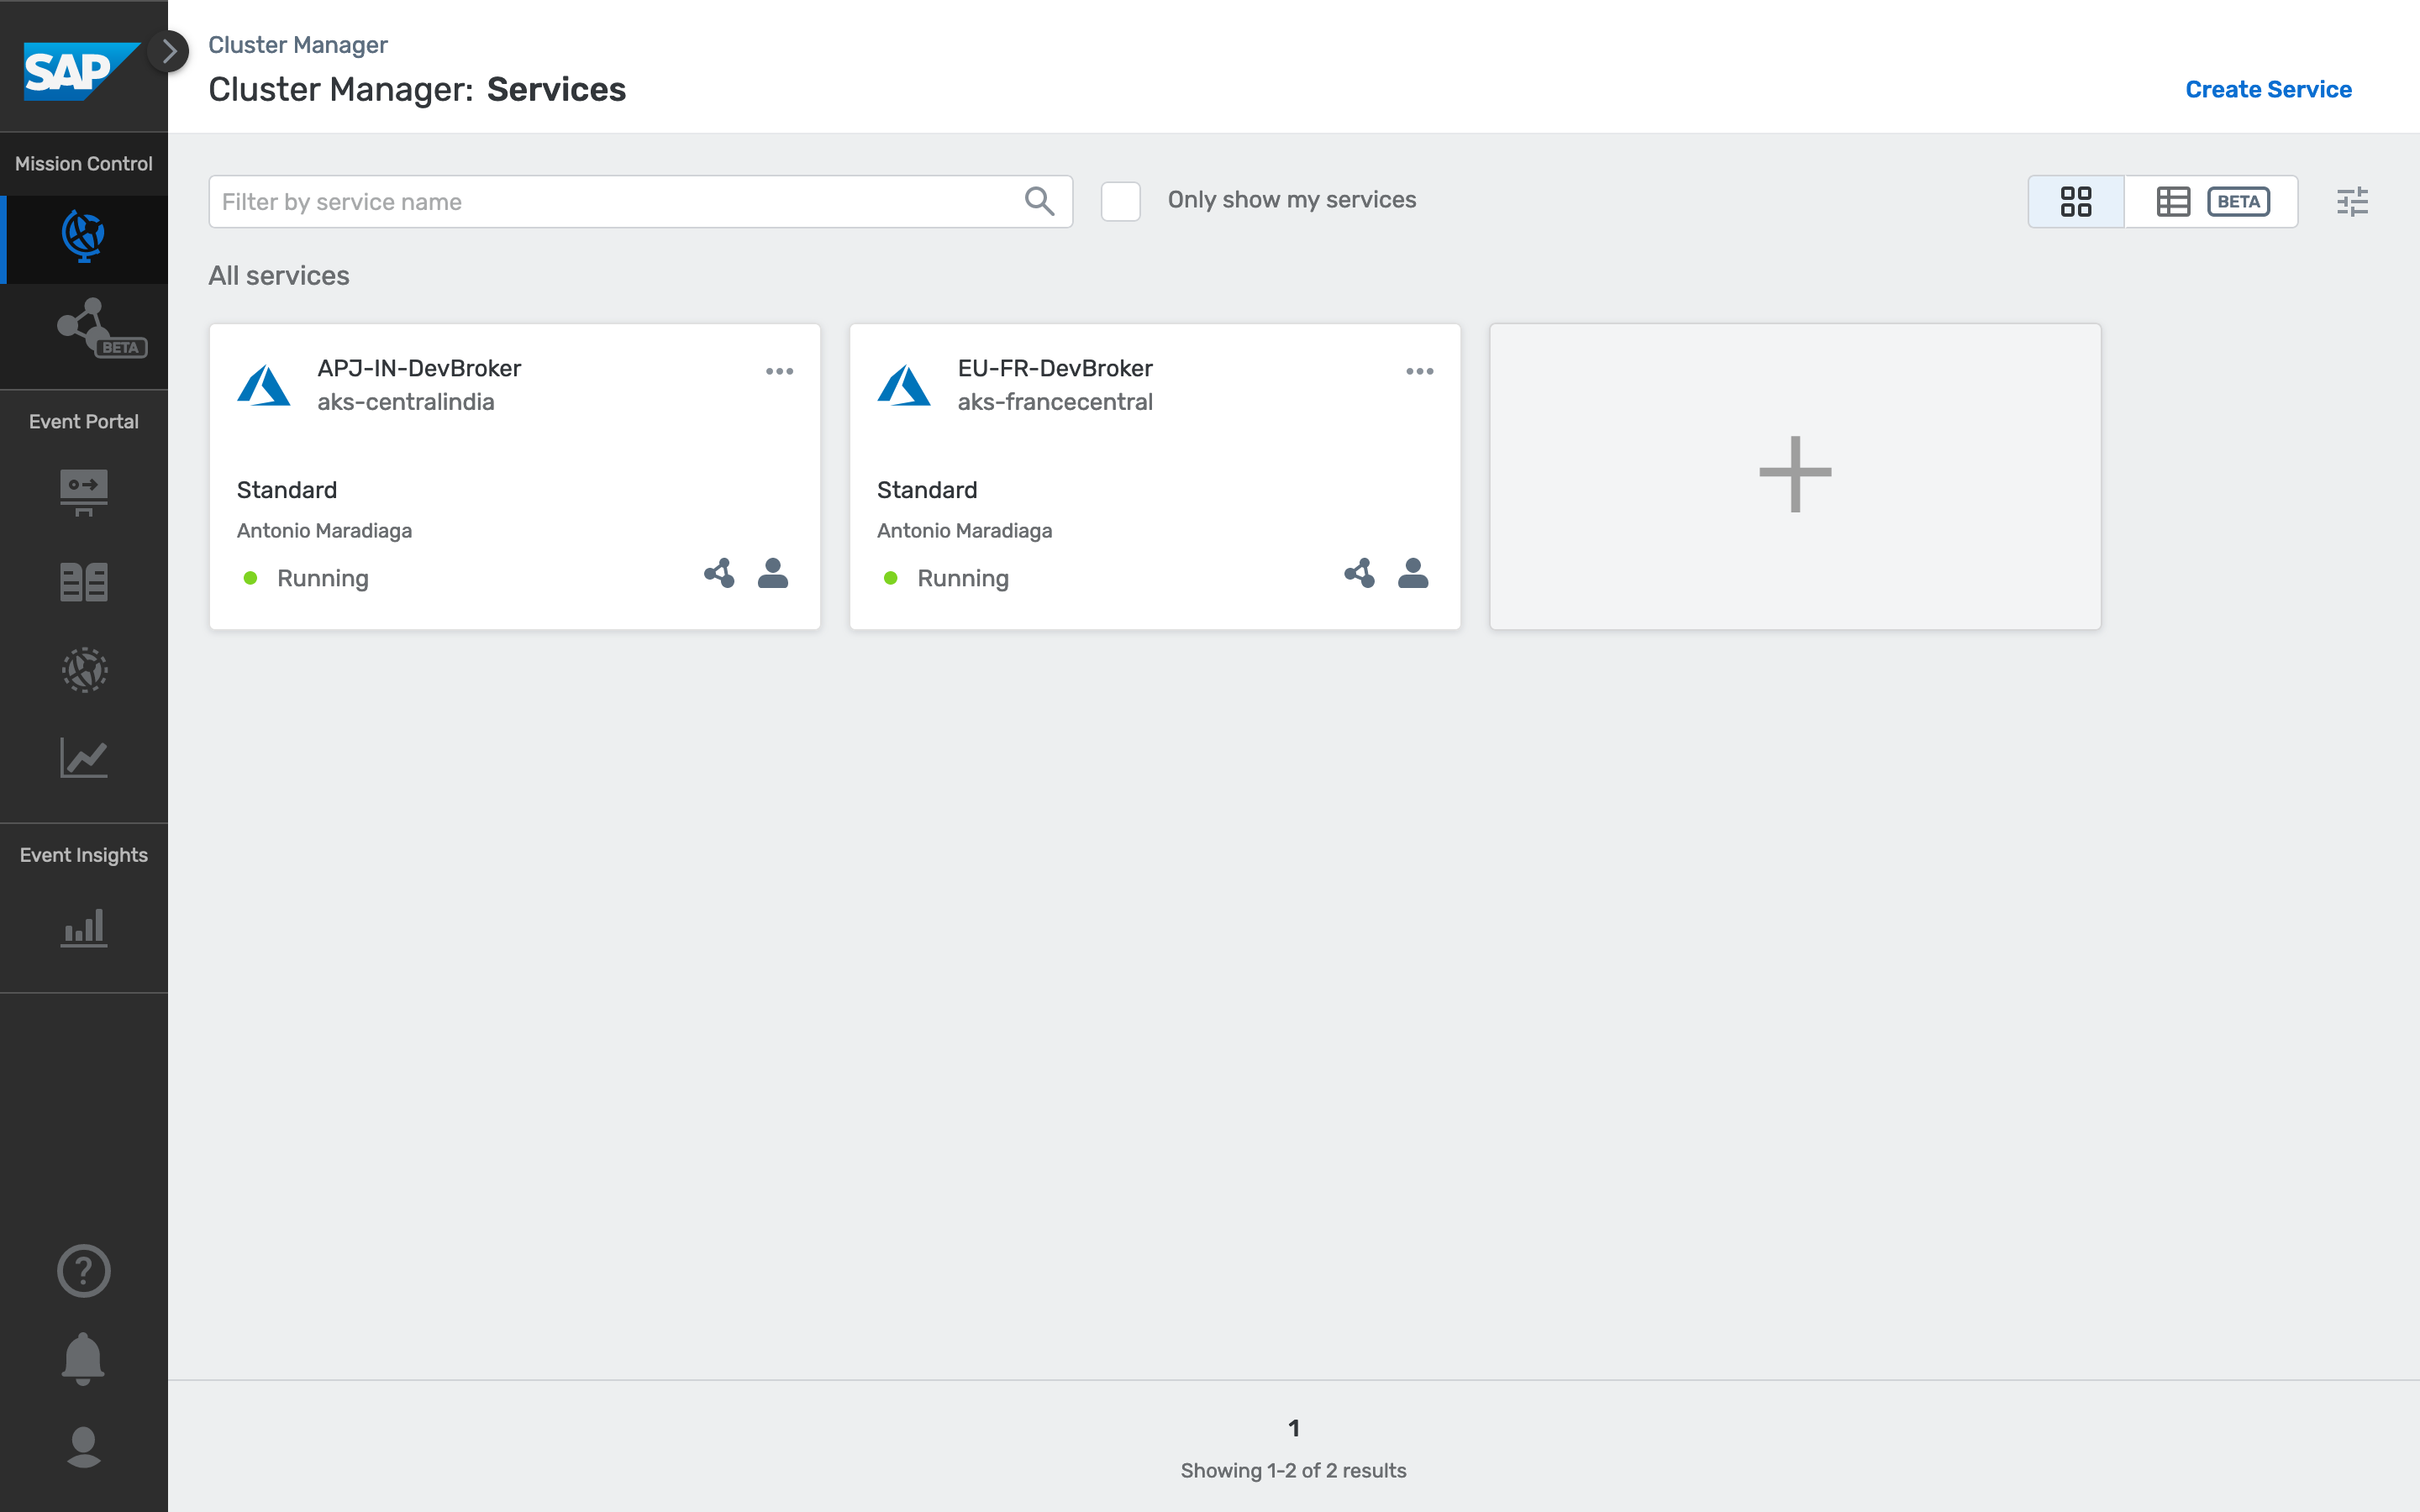 SAP
Cluster Manager
Cluster Manager: Services
Create Service
Mission Control
Filter by service name
Only show my services
BETA
All services
BETA
APJ-IN-DevBroker
aks-centralindia
Standard
Antonio Maradiaga
Running
EU-FR-DevBroker
aks-francecentral
Standard
Antonio Maradiaga
Running
Event Portal
Event Insights
?
1
Showing 1-2 of 2 results